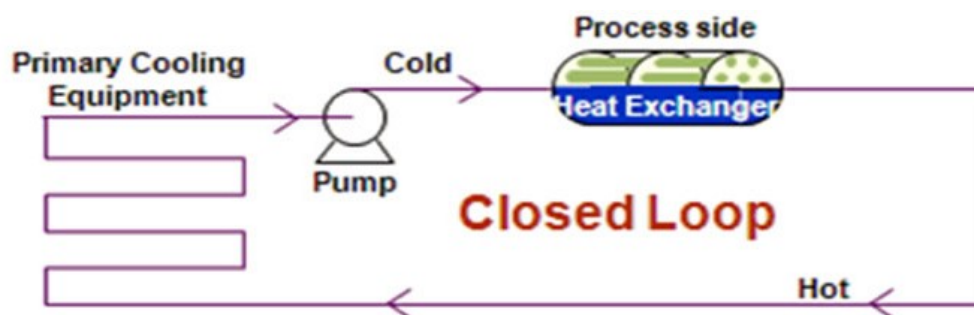 Process side
Primary Cooling
Equipment
Cold
Heat Exchanger
Pump
Closed Loop
Hot